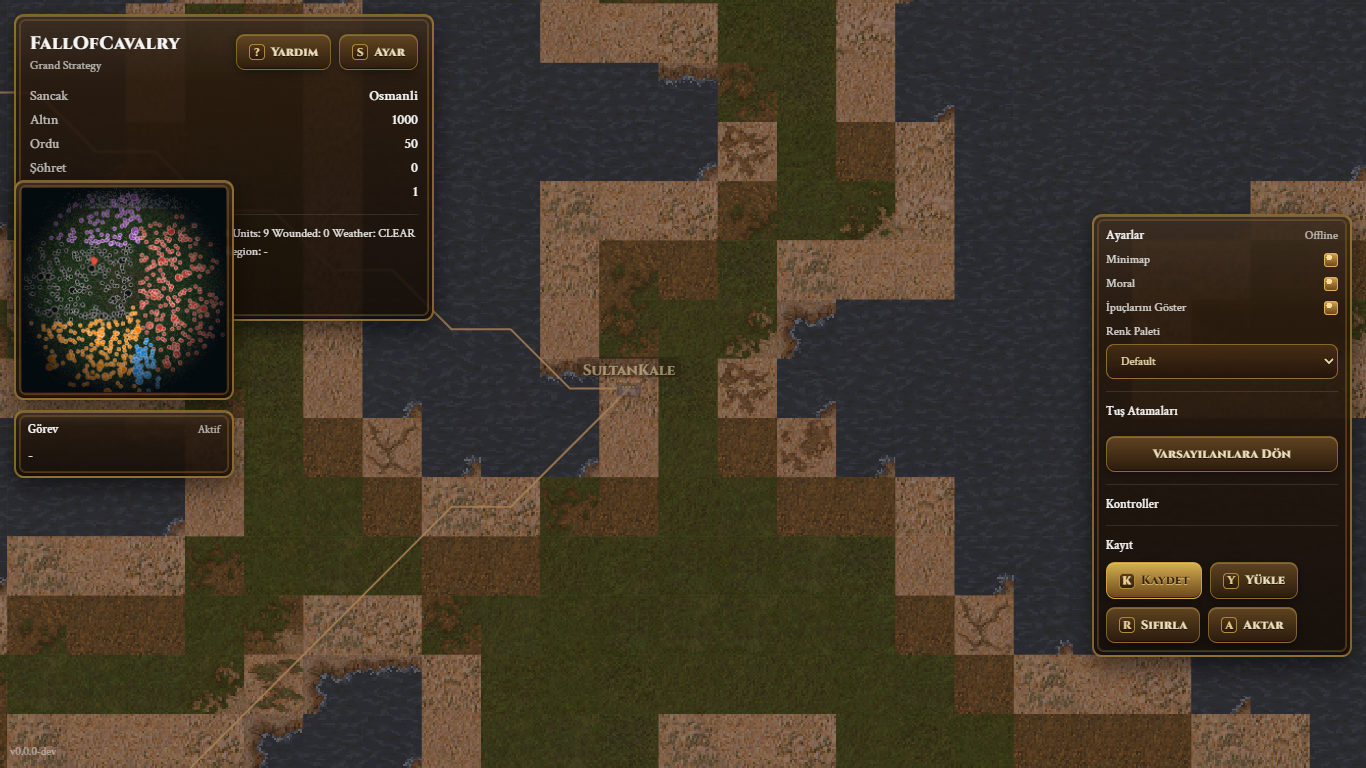 FallOfCavalry
? Yardım
S Ayar
Grand Strategy
Sancak Osmanli
Altın 1000
Ordu 50
Şöhret 0
1
Units: 9 Wounded: 0 Weather: CLEAR
egion: -
Görev Aktif
-
SultanKale
Ayarlar Offline
Minimap
Moral
İpuçlarını Göster
Renk Paleti
Default
Tuş Atamaları
Varsayılanlara Dön
Kontroller
Kayıt
K Kaydet
Y Yükle
R Sıfırla
A Aktar
v0.0.0-dev